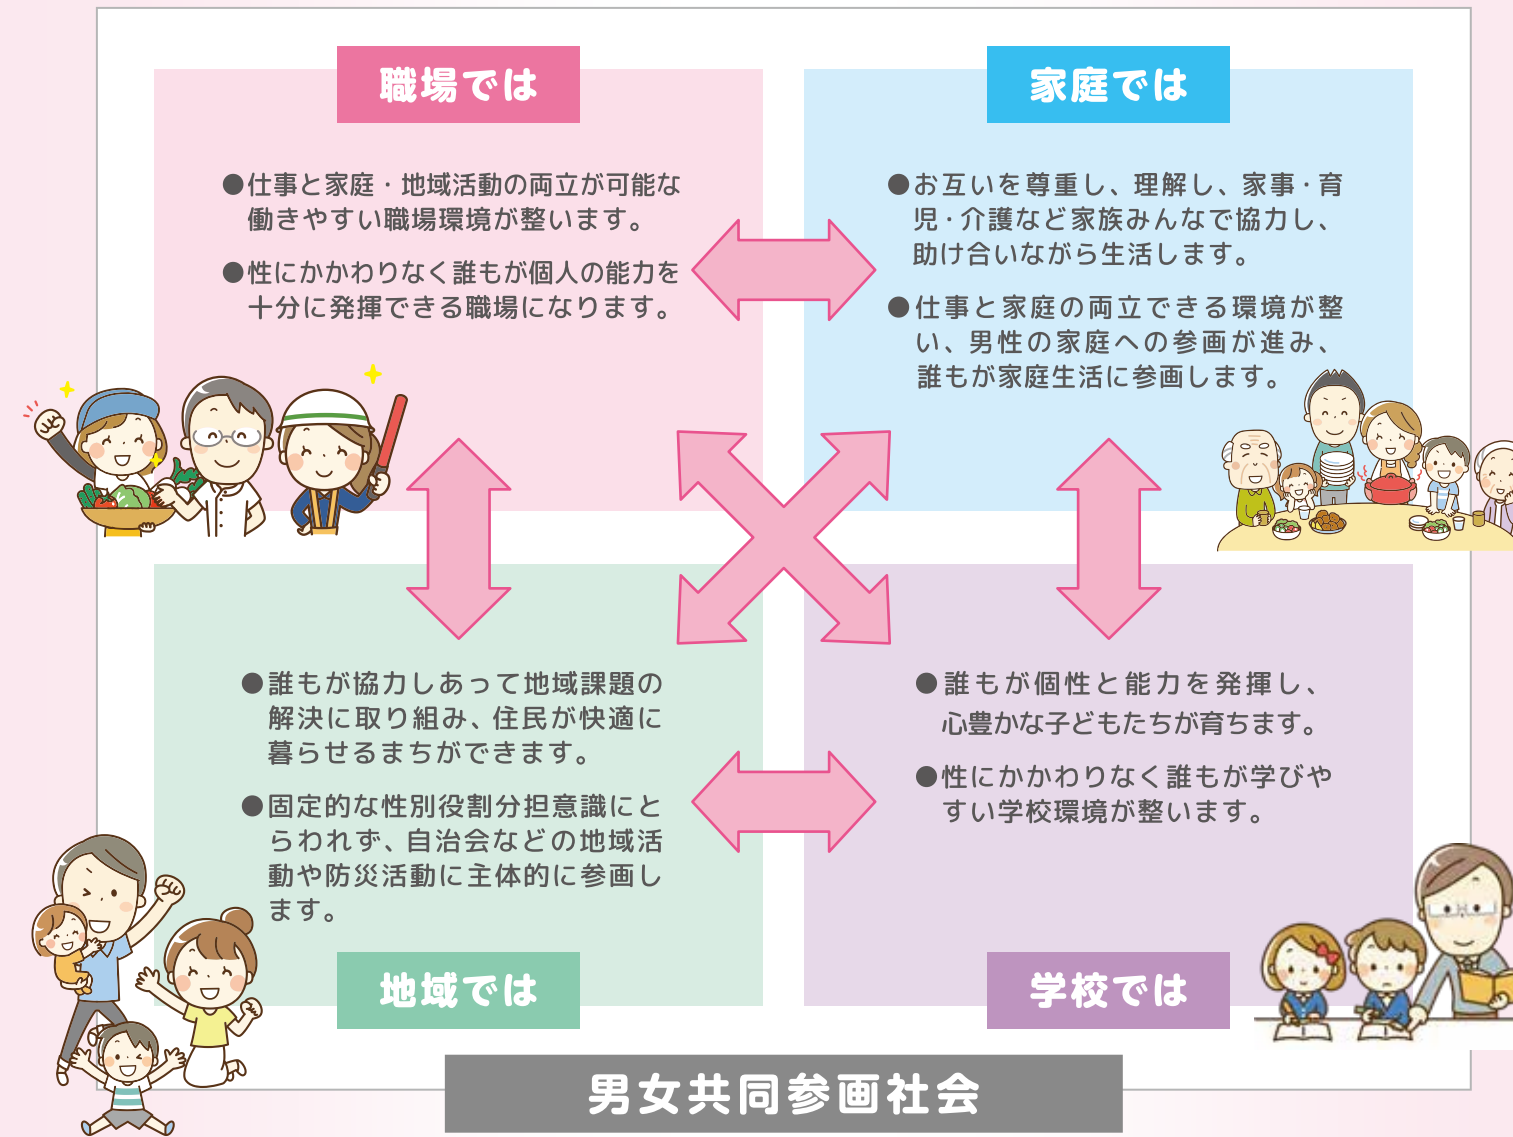 職場では
●仕事と家庭・地域活動の両立が可能な
働きやすい職場環境が整います。
●性にかかわりなく誰もが個人の能力を
十分に発揮できる職場になります。
家庭では
●お互いを尊重し、理解し、家事・育
児・介護など家族みんなで協力し、
助け合いながら生活します。
●仕事と家庭の両立できる環境が整
い、男性の家庭への参画が進み、
誰もが家庭生活に参画します。
●誰もが協力しあって地域課題の
解決に取り組み、住民が快適に
暮らせるまちができます。
●固定的な性別役割分担意識にと
らわれず、自治会などの地域活
動や防災活動に主体的に参画し
ます。
地域では
●誰もが個性と能力を発揮し、
心豊かな子どもたちが育ちます。
●性にかかわりなく誰もが学びや
すい学校環境が整います。
学校では
男女共同参画社会